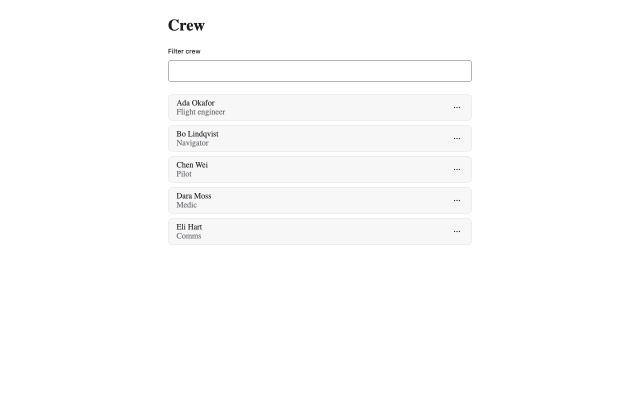 Crew
Filter crew
Ada Okafor
Flight engineer
...
Bo Lindqvist
Navigator
...
Chen Wei
Pilot
...
Dara Moss
Medic
...
Eli Hart
Comms
...